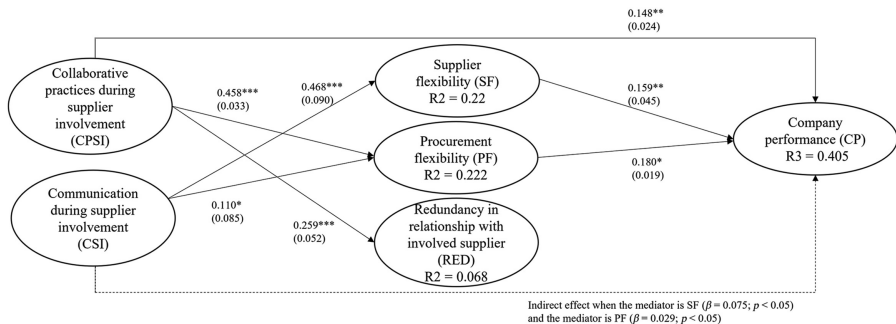 0.148**
(0.024)
Collaborative
practices during
supplier
involvement
(CPSI)
0.458***
(0.033)
0.468***
(0.090)
Supplier
flexibility (SF)
R2 = 0.22
0.159**
(0.045)
Procurement
flexibility (PF)
R2 = 0.222
Company
performance (CP)
R3 = 0.405
0.180*
(0.019)
Communication
during supplier
involvement
(CSI)
0.110*
(0.085)
0.259***
(0.052)
Redundancy in
relationship with
involved supplier
(RED)
R2 = 0.068
Indirect effect when the mediator is SF (β = 0.075; p < 0.05)
and the mediator is PF (β = 0.029; p < 0.05)